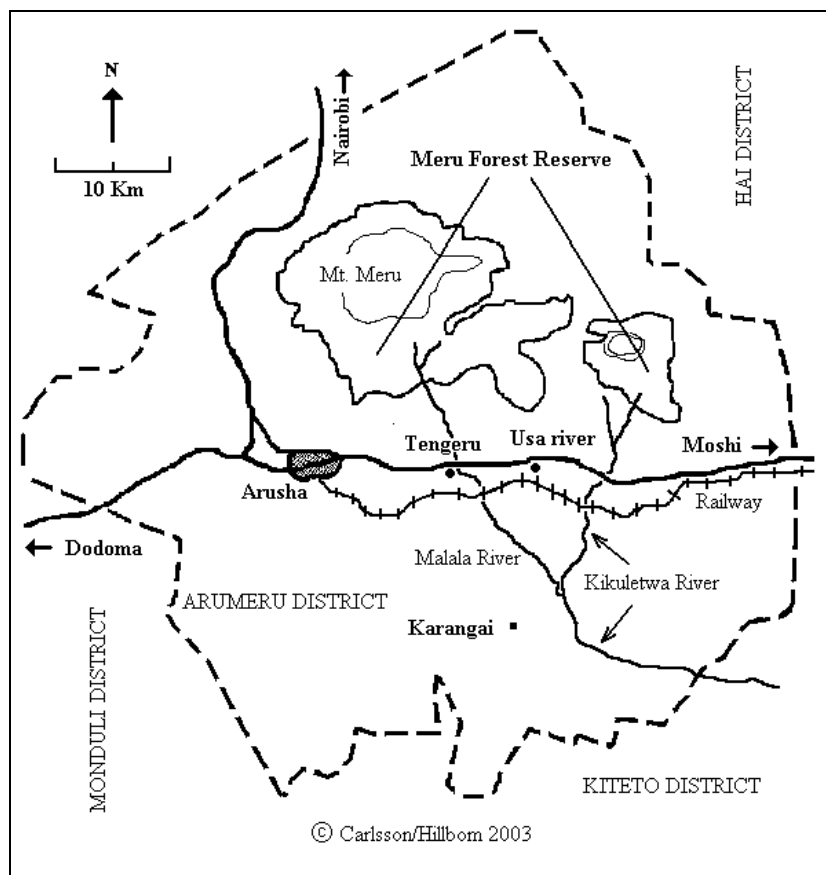 N
10 Km
Nairobi
HAI DISTRICT
Meru Forest Reserve
Mt. Meru
Tengeru
Usa river
Moshi
Arusha
Railway
Dodoma
Malala River
Kikuletwa River
ARUMERU DISTRICT
Karangai
MONDULI DISTRICT
KITETO DISTRICT
© Carlsson/Hillbom 2003